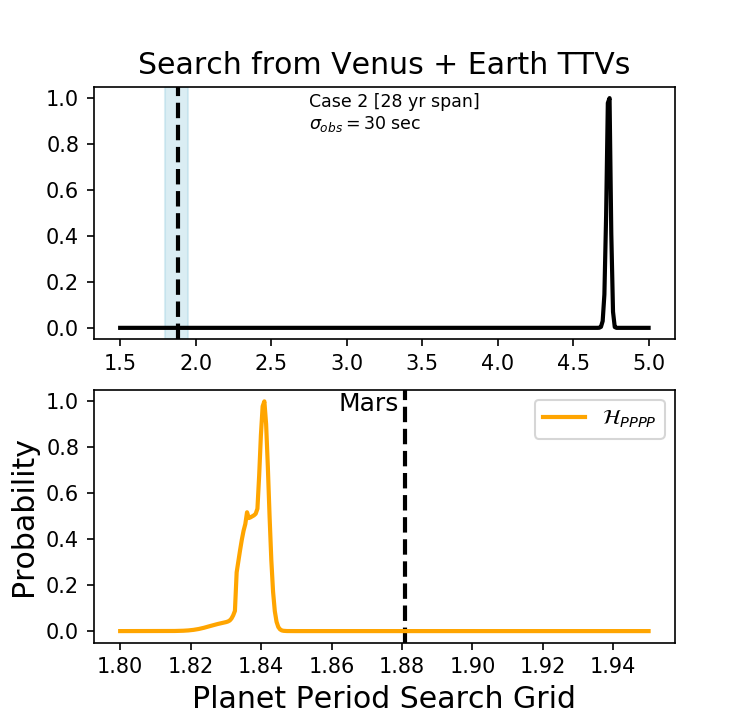 Search from Venus + Earth TTVs
Case 2 [28 yr span]
σ_obs = 30 sec
1.0
0.8
0.6
0.4
0.2
0.0
1.5 2.0 2.5 3.0 3.5 4.0 4.5 5.0
Mars
ℋ_PPPP
1.0
0.8
0.6
0.4
0.2
0.0
Probability
1.80 1.82 1.84 1.86 1.88 1.90 1.92 1.94
Planet Period Search Grid